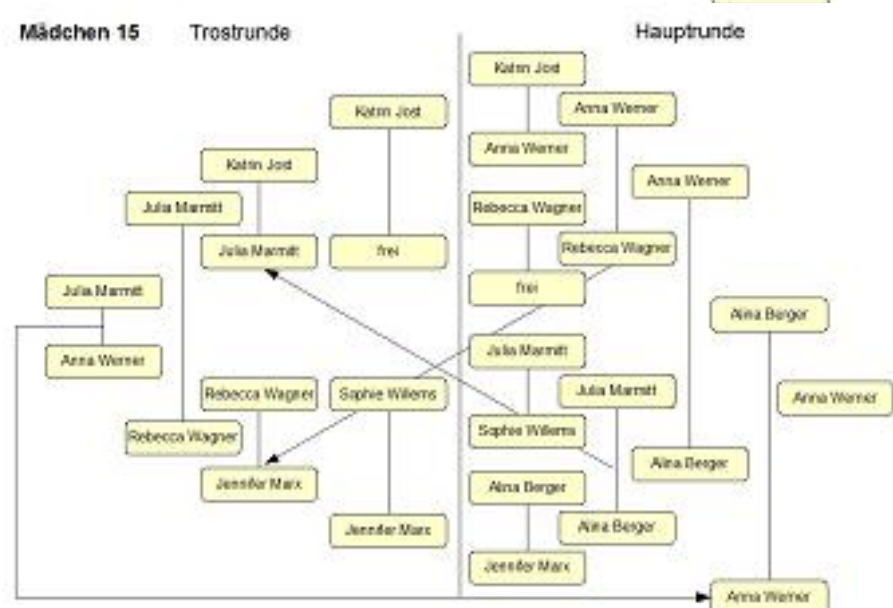 Mädchen 15 Trostrunde Hauptrunde
Katrin Jost
Anna Werner
Katrin Jost
Anna Werner
Katrin Jost
Anna Werner
Julia Marmitt
Rebecca Wagner
Julia Marmitt
frei
Rebecca Wagner
frei
Julia Marmitt
Alina Berger
Anna Werner
Julia Marmitt
Rebecca Wagner
Sophie Willems
Julia Marmitt
Anna Werner
Rebecca Wagner
Sophie Willems
Alina Berger
Jennifer Marx
Alina Berger
Jennifer Marx
Alina Berger
Jennifer Marx
Anna Werner